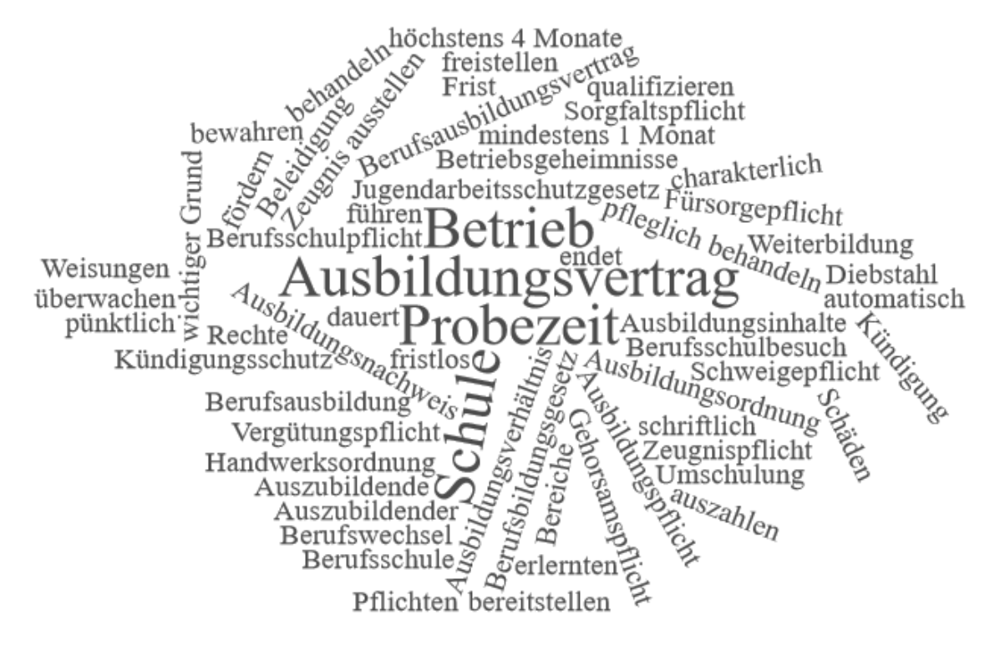 höchstens 4 Monate
behandeln
freistellen
Berufsausbildungsvertrag
Frist
qualifizieren
Zeugnis ausstellen
Beleidigung
Sorgfaltspflicht
bewahren
mindestens 1 Monat
fördern
wichtiger Grund
Betriebsgeheimnisse
charakterlich
Jugendarbeitsschutzgesetz
Fürsorgepflicht
führen
Betrieb
pfleglich behandeln
Berufsschulpflicht
Weiterbildung
endet
Weisungen
Ausbildungsvertrag
Diebstahl
überwachen
automatisch
Ausbildungsnachweis
dauert
Probezeit
Ausbildungsinhalte
pünktlich
Rechte
Berufsschulbesuch
Kündigung
Kündigungsschutz
fristlos
Schweigepflicht
Ausbildungsordnung
Schule
Ausbildungsverhältnis
Berufsbildungsgesetz
Ausbildungspflicht
Berufsausbildung
Schäden
Vergütungspflicht
schriftlich
Gehorsamspflicht
Zeugnispflicht
Handwerksordnung
Umschulung
Auszubildende
Bereiche
auszahlen
Auszubildender
Berufswechsel
Berufsschule
erlernten
Pflichten bereitstellen